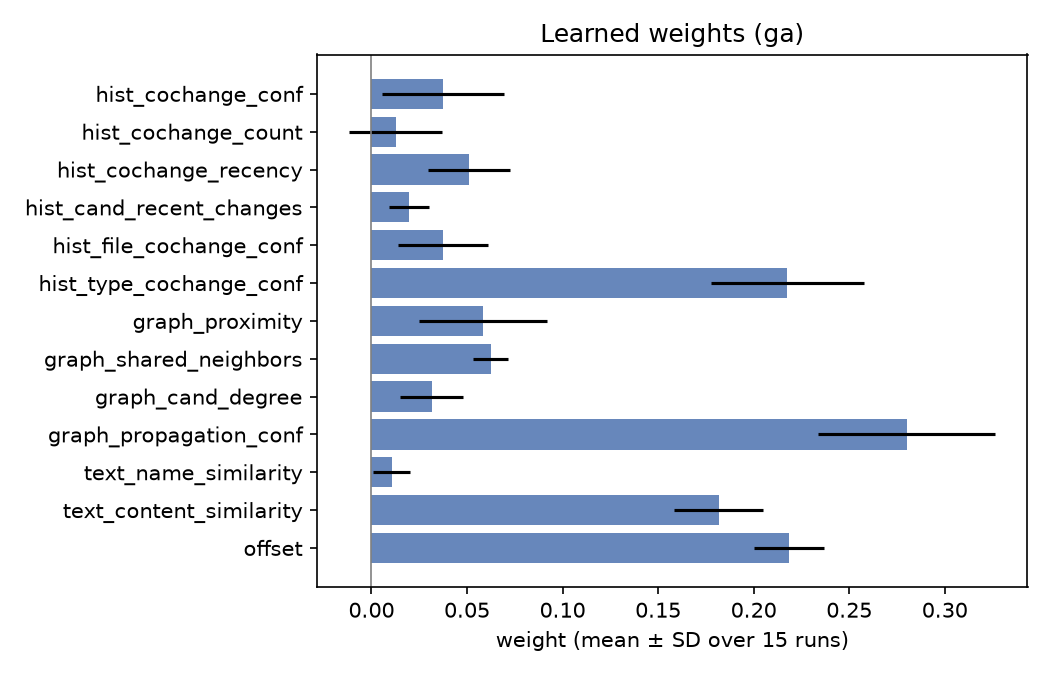 Learned weights (ga)
hist_cochange_conf
hist_cochange_count
hist_cochange_recency
hist_cand_recent_changes
hist_file_cochange_conf
hist_type_cochange_conf
graph_proximity
graph_shared_neighbors
graph_cand_degree
graph_propagation_conf
text_name_similarity
text_content_similarity
offset
0.00 0.05 0.10 0.15 0.20 0.25 0.30
weight (mean ± SD over 15 runs)